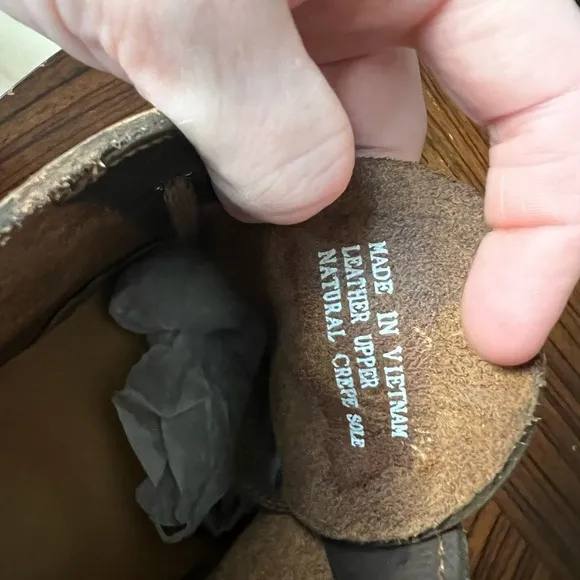 MADE IN VIETNAM
LEATHER UPPER
NATURAL CREPE SOLE